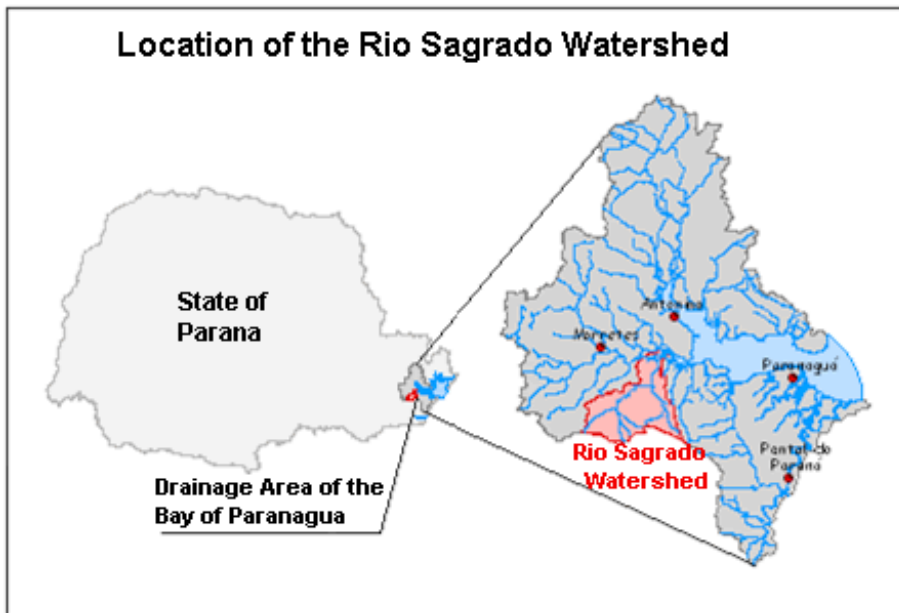 Location of the Rio Sagrado Watershed
State of
Parana
Antonina
Morretes
Paranaguá
Rio Sagrado
Watershed
Pontal do
Parana
Drainage Area of the
Bay of Paranagua